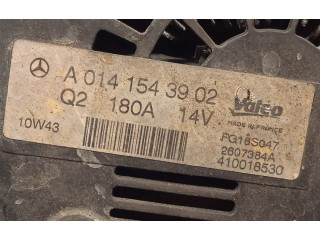 A 014 154 39 02
Q2 180A 14V
Valeo
MADE IN FRANCE
10W43
FG18S047
2607384A
410018530